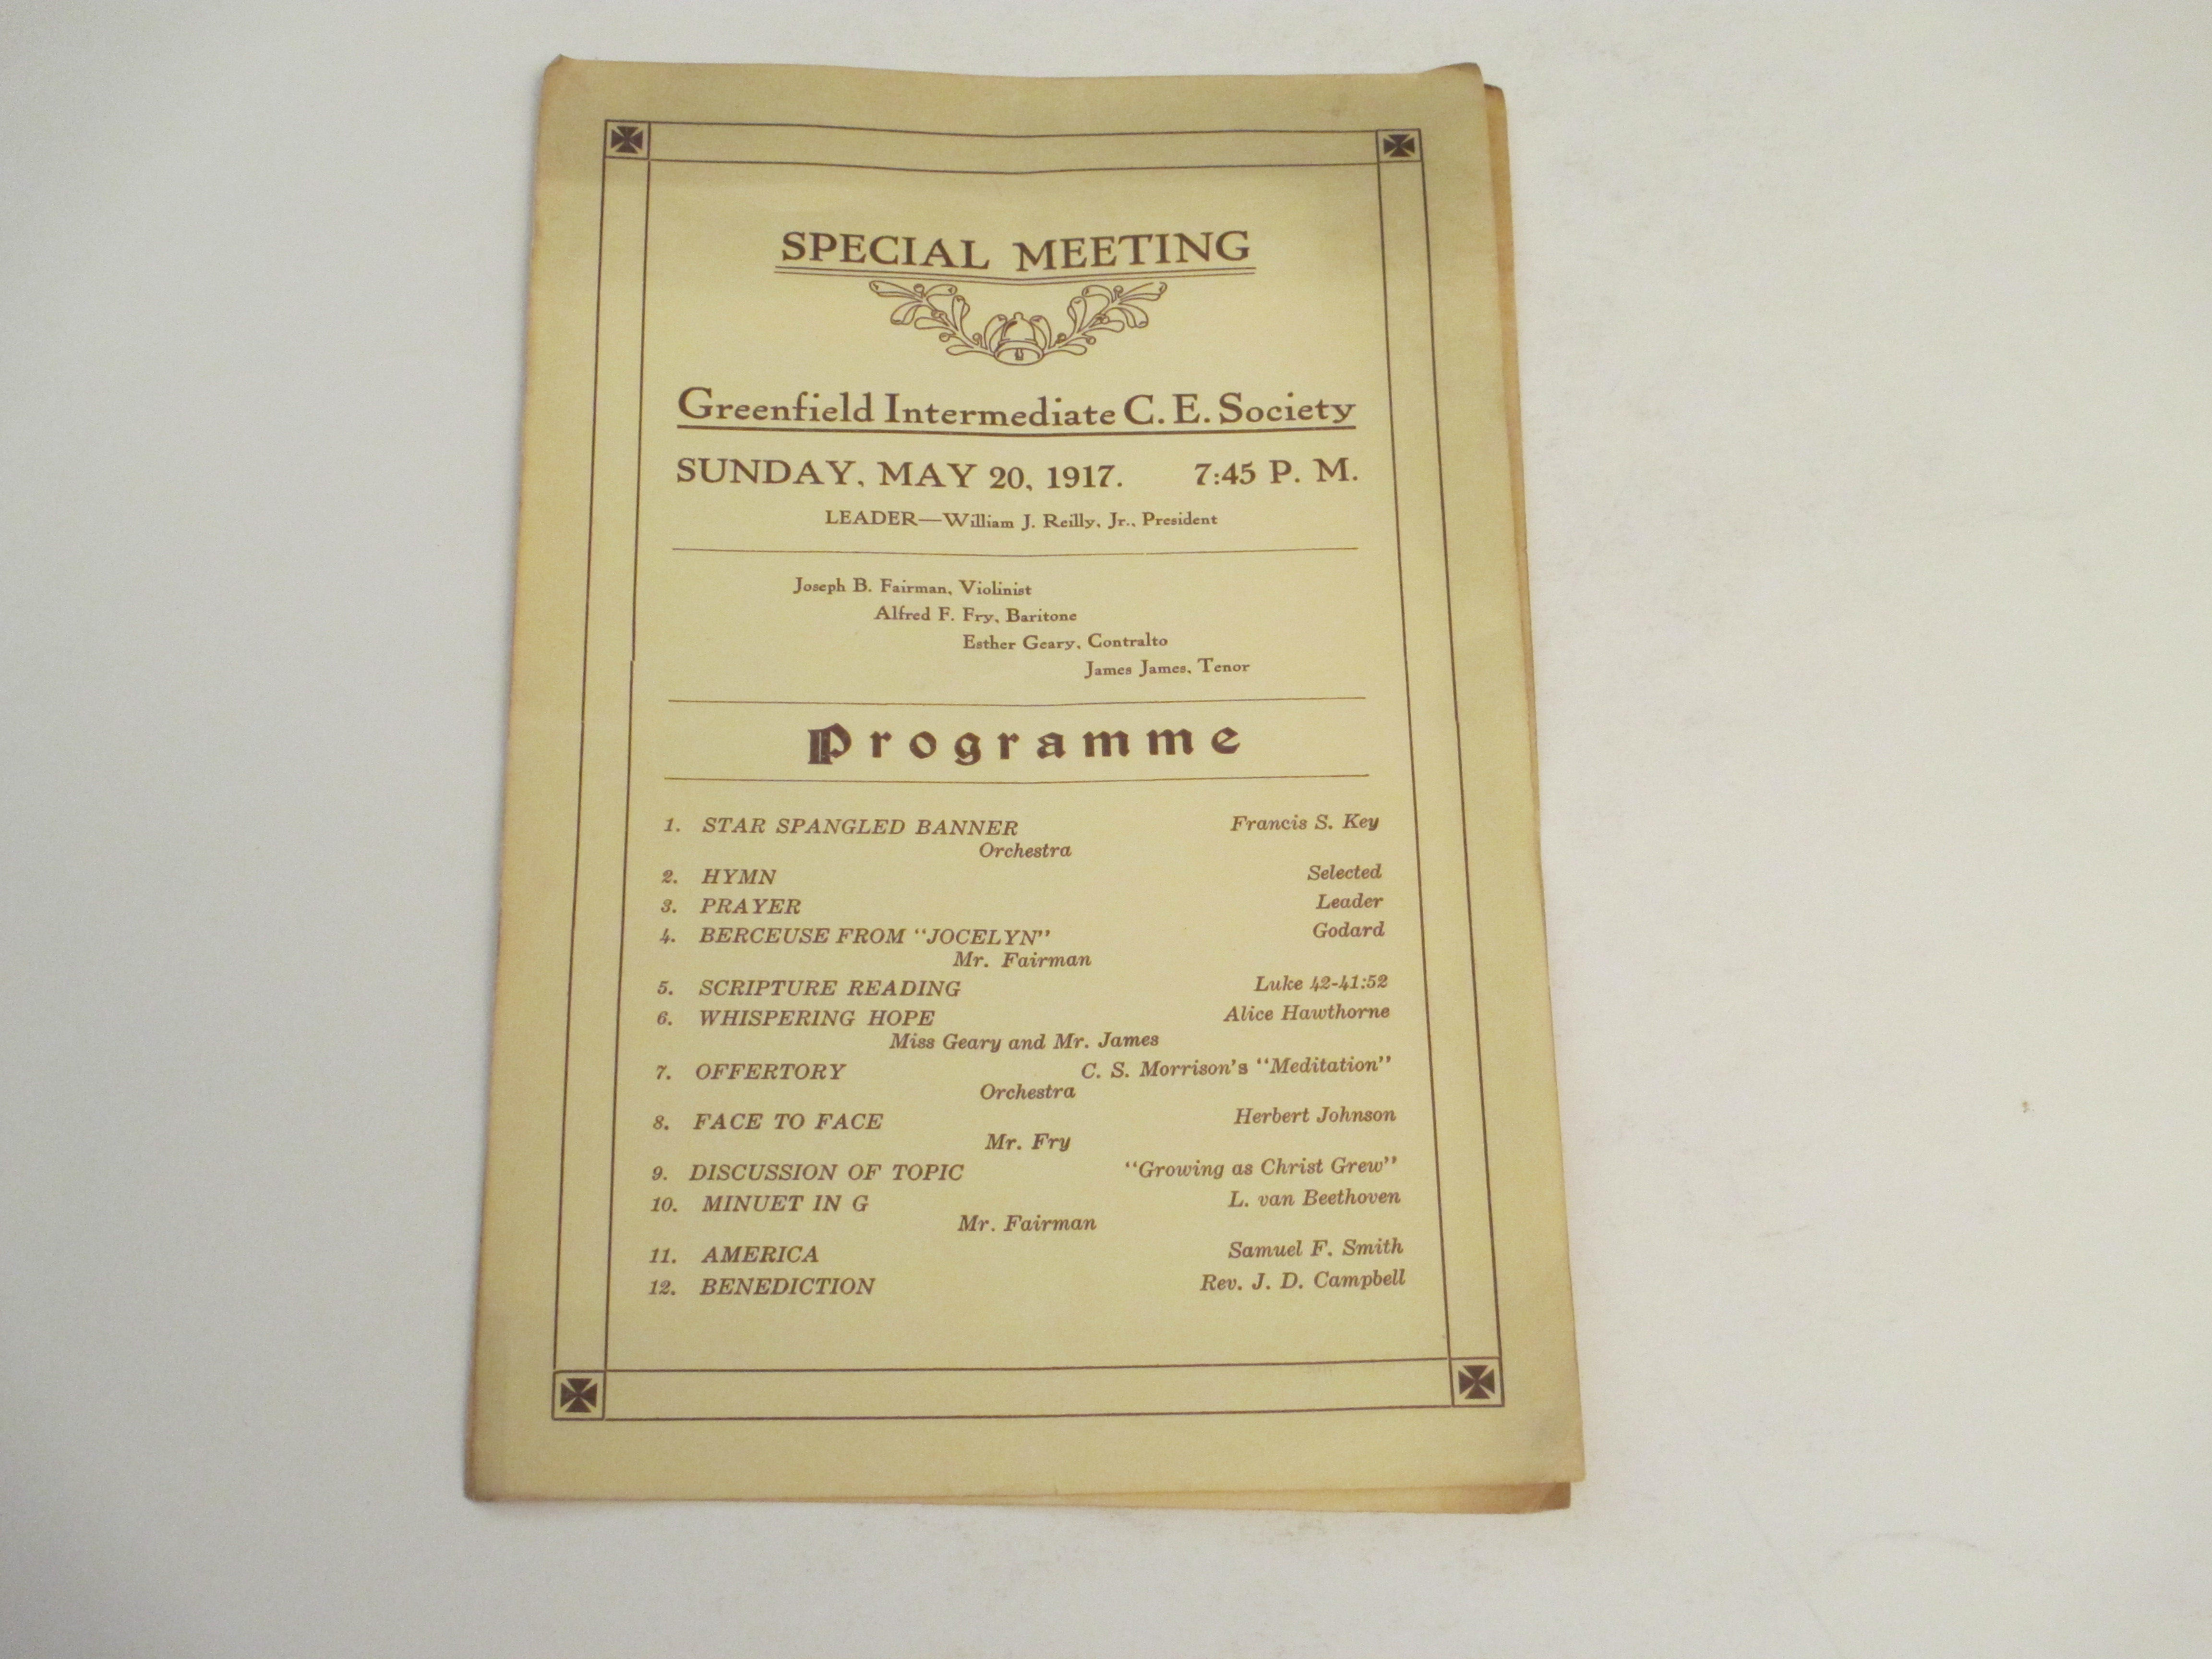 SPECIAL MEETING
Greenfield Intermediate C. E. Society
SUNDAY, MAY 20, 1917. 7:45 P. M.
LEADER—William J. Reilly, Jr., President
Joseph B. Fairman, Violinist
Alfred F. Fry, Baritone
Esther Geary, Contralto
James James, Tenor
Programme
1. STAR SPANGLED BANNER Francis S. Key
Orchestra
2. HYMN Selected
3. PRAYER Leader
4. BERCEUSE FROM "JOCELYN" Godard
Mr. Fairman
5. SCRIPTURE READING Luke 42-41:52
6. WHISPERING HOPE Alice Hawthorne
Miss Geary and Mr. James
7. OFFERTORY C. S. Morrison's "Meditation"
Orchestra
8. FACE TO FACE Herbert Johnson
Mr. Fry
9. DISCUSSION OF TOPIC "Growing as Christ Grew"
10. MINUET IN G L. van Beethoven
Mr. Fairman
11. AMERICA Samuel F. Smith
12. BENEDICTION Rev. J. D. Campbell